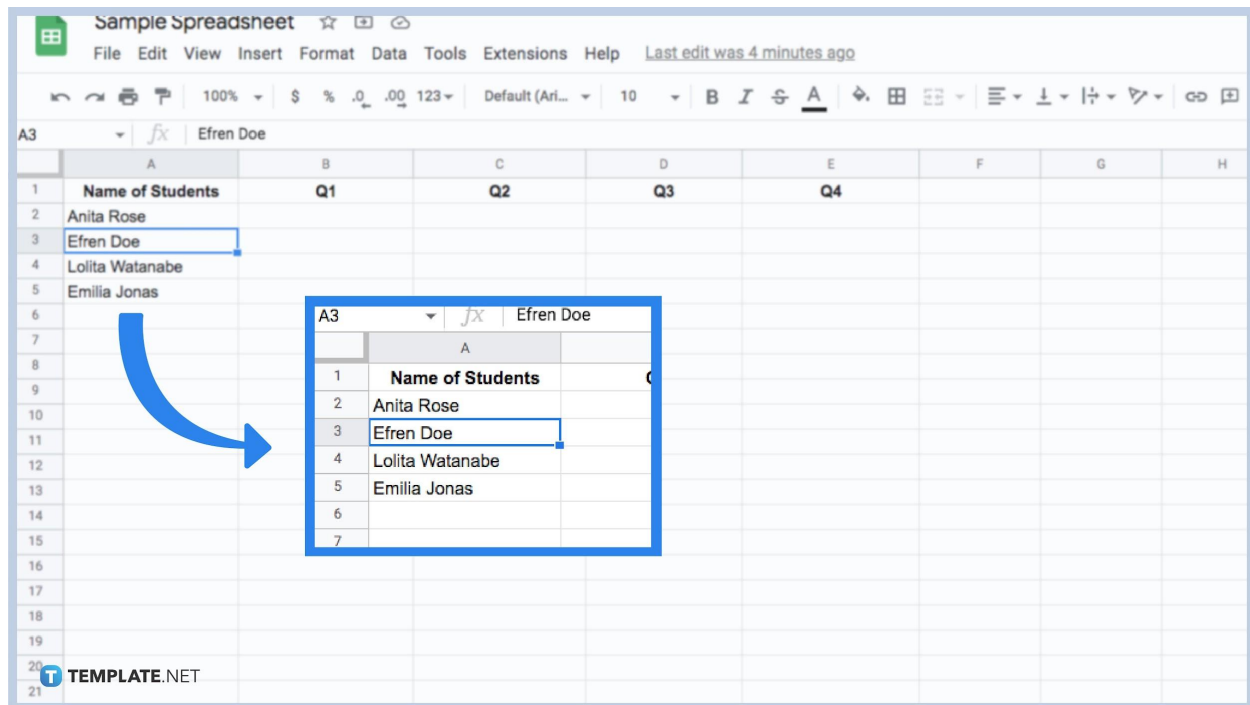 Sample Spreadsheet
File Edit View Insert Format Data Tools Extensions Help Last edit was 4 minutes ago
100% $ % .0 .00 123 Default (Ari... 10 B I S A
A3 fx Efren Doe
A B C D E F G H
1 Name of Students Q1 Q2 Q3 Q4
2 Anita Rose
3 Efren Doe
4 Lolita Watanabe
5 Emilia Jonas
6
7
8
9
10
11
12
13
14
15
16
17
18
19
20
21
A3 fx Efren Doe
A
1 Name of Students
2 Anita Rose
3 Efren Doe
4 Lolita Watanabe
5 Emilia Jonas
6
7
T TEMPLATE.NET